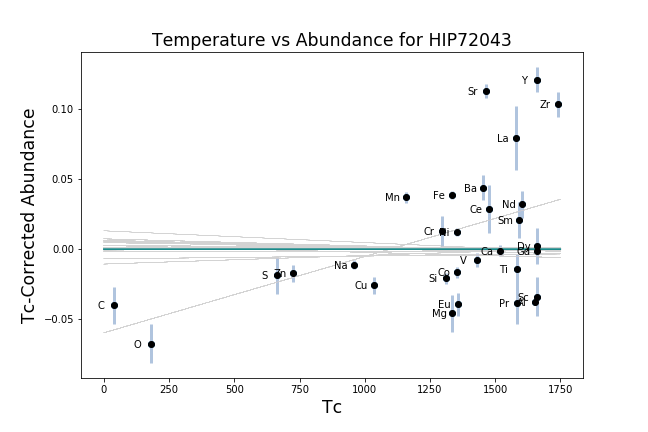 Temperature vs Abundance for HIP72043
Tc-Corrected Abundance
0.10
0.05
0.00
−0.05
Y
Sr
Zr
La
Ba
Fe
Mn
Nd
Ce
Sm
Cr
Dy
Ca
Gd
V
Na
Ti
Co
Si
S
Zn
Cu
Sc
C
Eu
Pr
Al
Mg
O
0
250
500
750
1000
1250
1500
1750
Tc